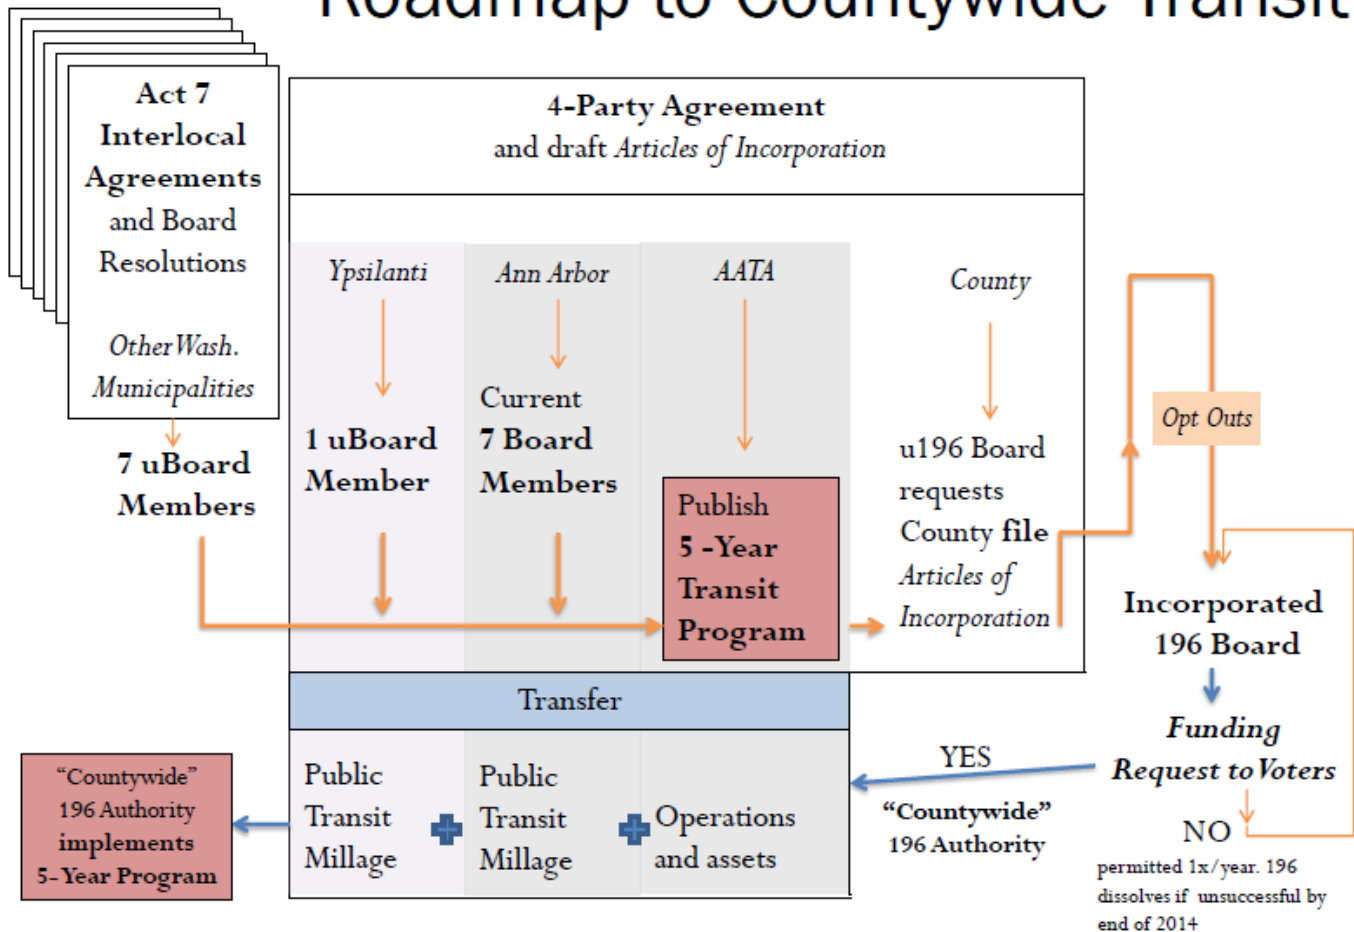 Roadmap to Countywide Transit
Act 7
Interlocal
Agreements
and Board
Resolutions
Other Wash.
Municipalities
7 uBoard
Members
4-Party Agreement
and draft Articles of Incorporation
Ypsilanti
1 uBoard
Member
Ann Arbor
Current
7 Board
Members
AATA
Publish
5 -Year
Transit
Program
County
u196 Board
requests
County file
Articles of
Incorporation
Opt Outs
Incorporated
196 Board
Funding
Request to Voters
YES
"Countywide"
196 Authority
NO
permitted 1x/year. 196
dissolves if unsuccessful by
end of 2014
Transfer
Public
Transit
Millage
Public
Transit
Millage
Operations
and assets
"Countywide"
196 Authority
implements
5-Year Program